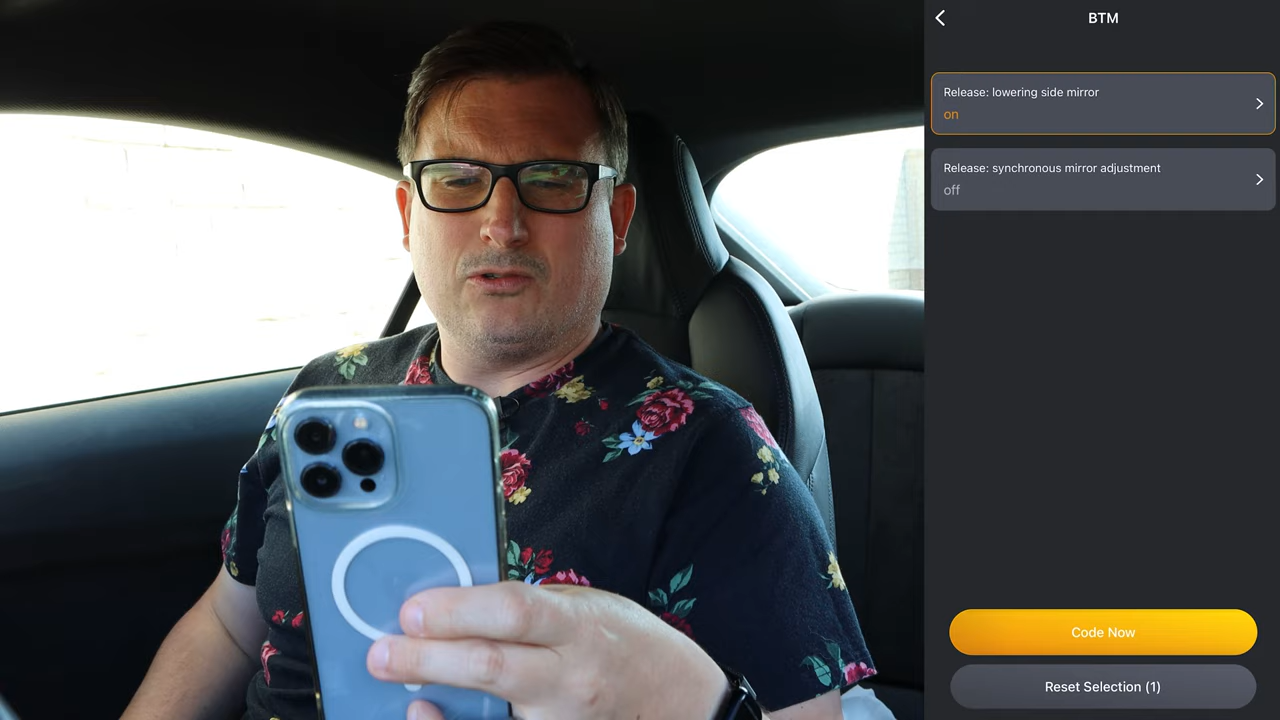 BTM
Release: lowering side mirror
on
Release: synchronous mirror adjustment
off
Code Now
Reset Selection (1)